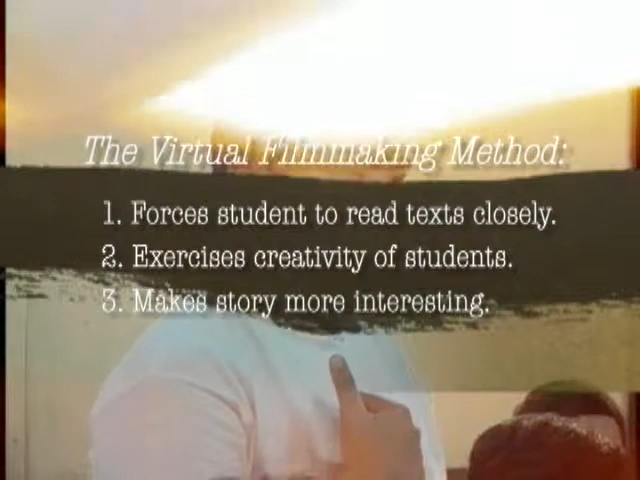 The Virtual Filmmaking Method:
1. Forces student to read texts closely.
2. Exercises creativity of students.
3. Makes story more interesting.